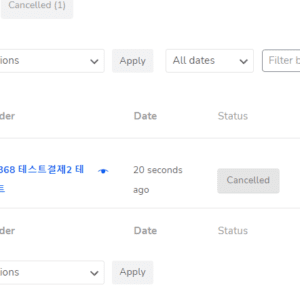 Cancelled (1)
ions Apply All dates Filter b
der Date Status
368 테스트결제2 테 20 seconds
트 ago
Cancelled
der Date Status
ions Apply